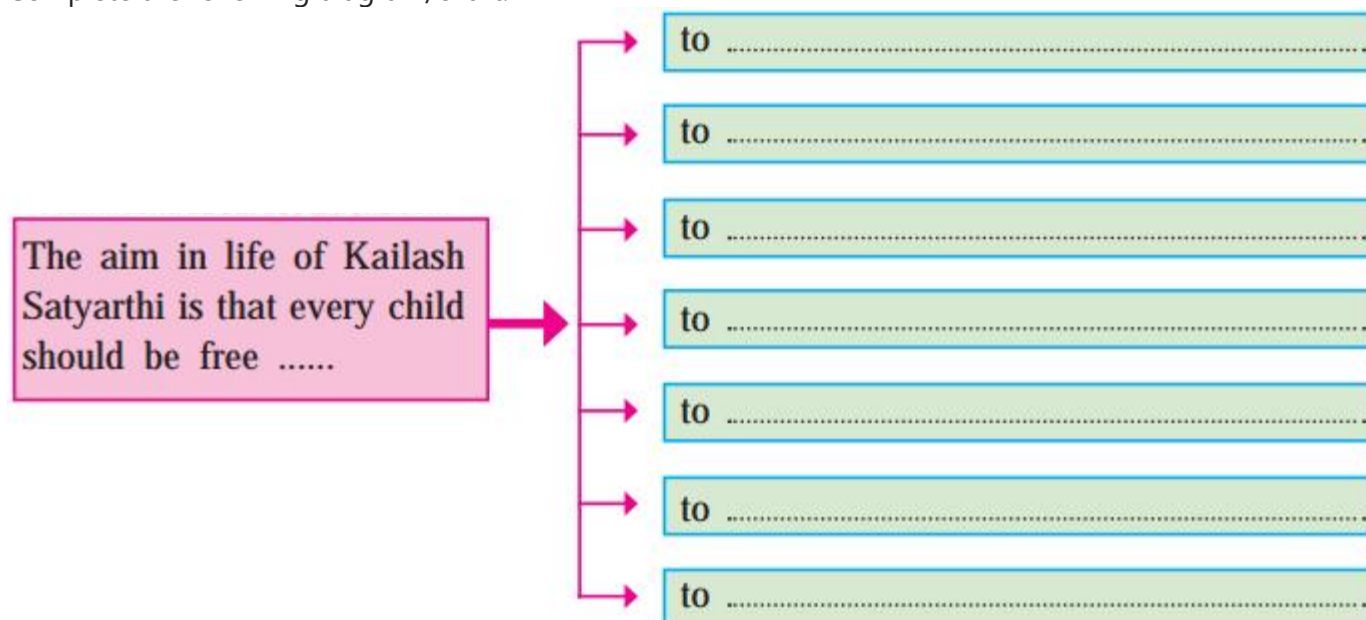 to ..........
to ..........
to ..........
The aim in life of Kailash
Satyarthi is that every child
should be free ......
to ..........
to ..........
to ..........
to ..........